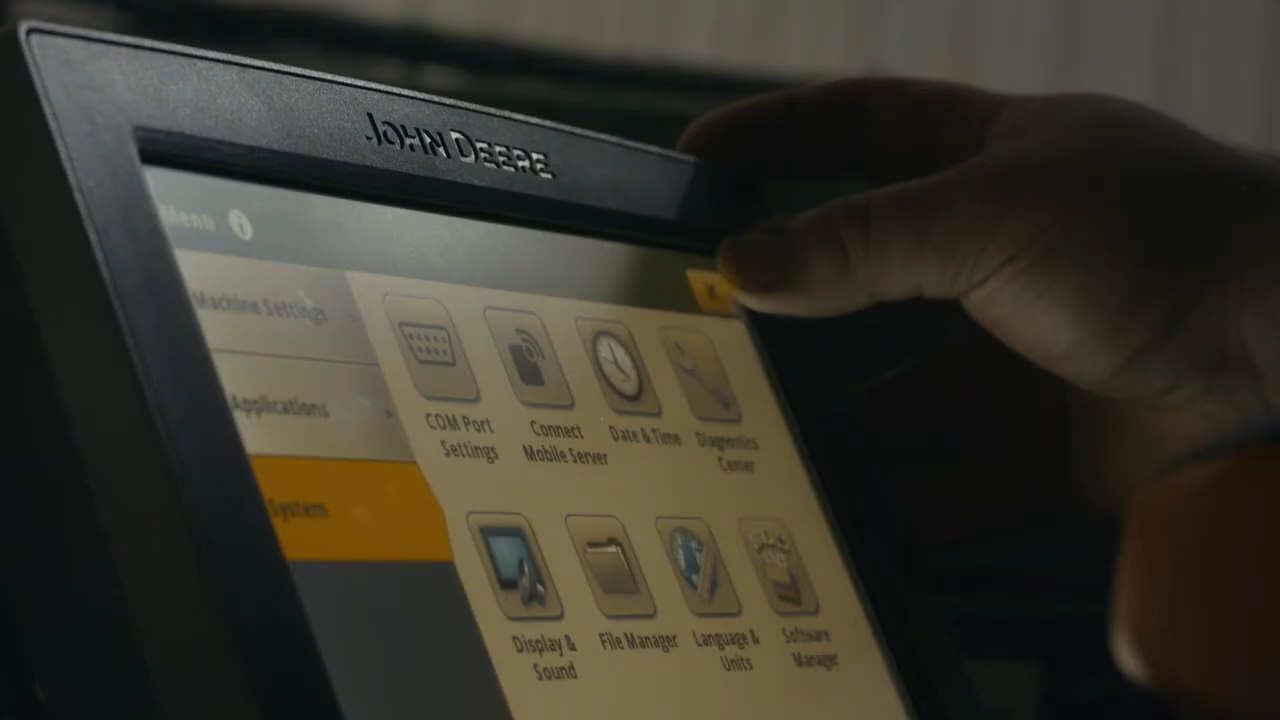 JOHN DEERE
Menu
Machine Settings
Applications
System
COM Port
Settings
Connect
Mobile Server
Date & Time
Diagnostics
Center
Display &
Sound
File Manager
Language &
Units
Software
Manager